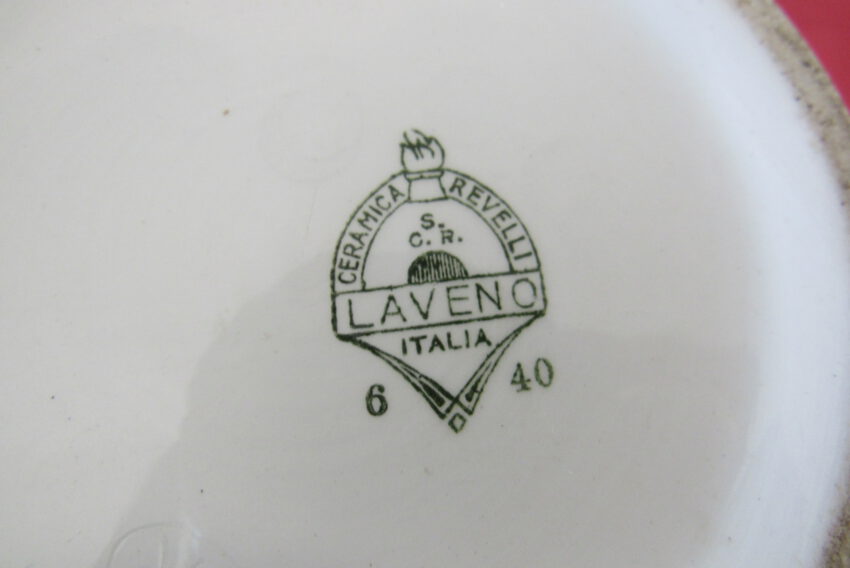 CERAMICA REVELLI
S.
C. R.
LAVENO
ITALIA
6 40